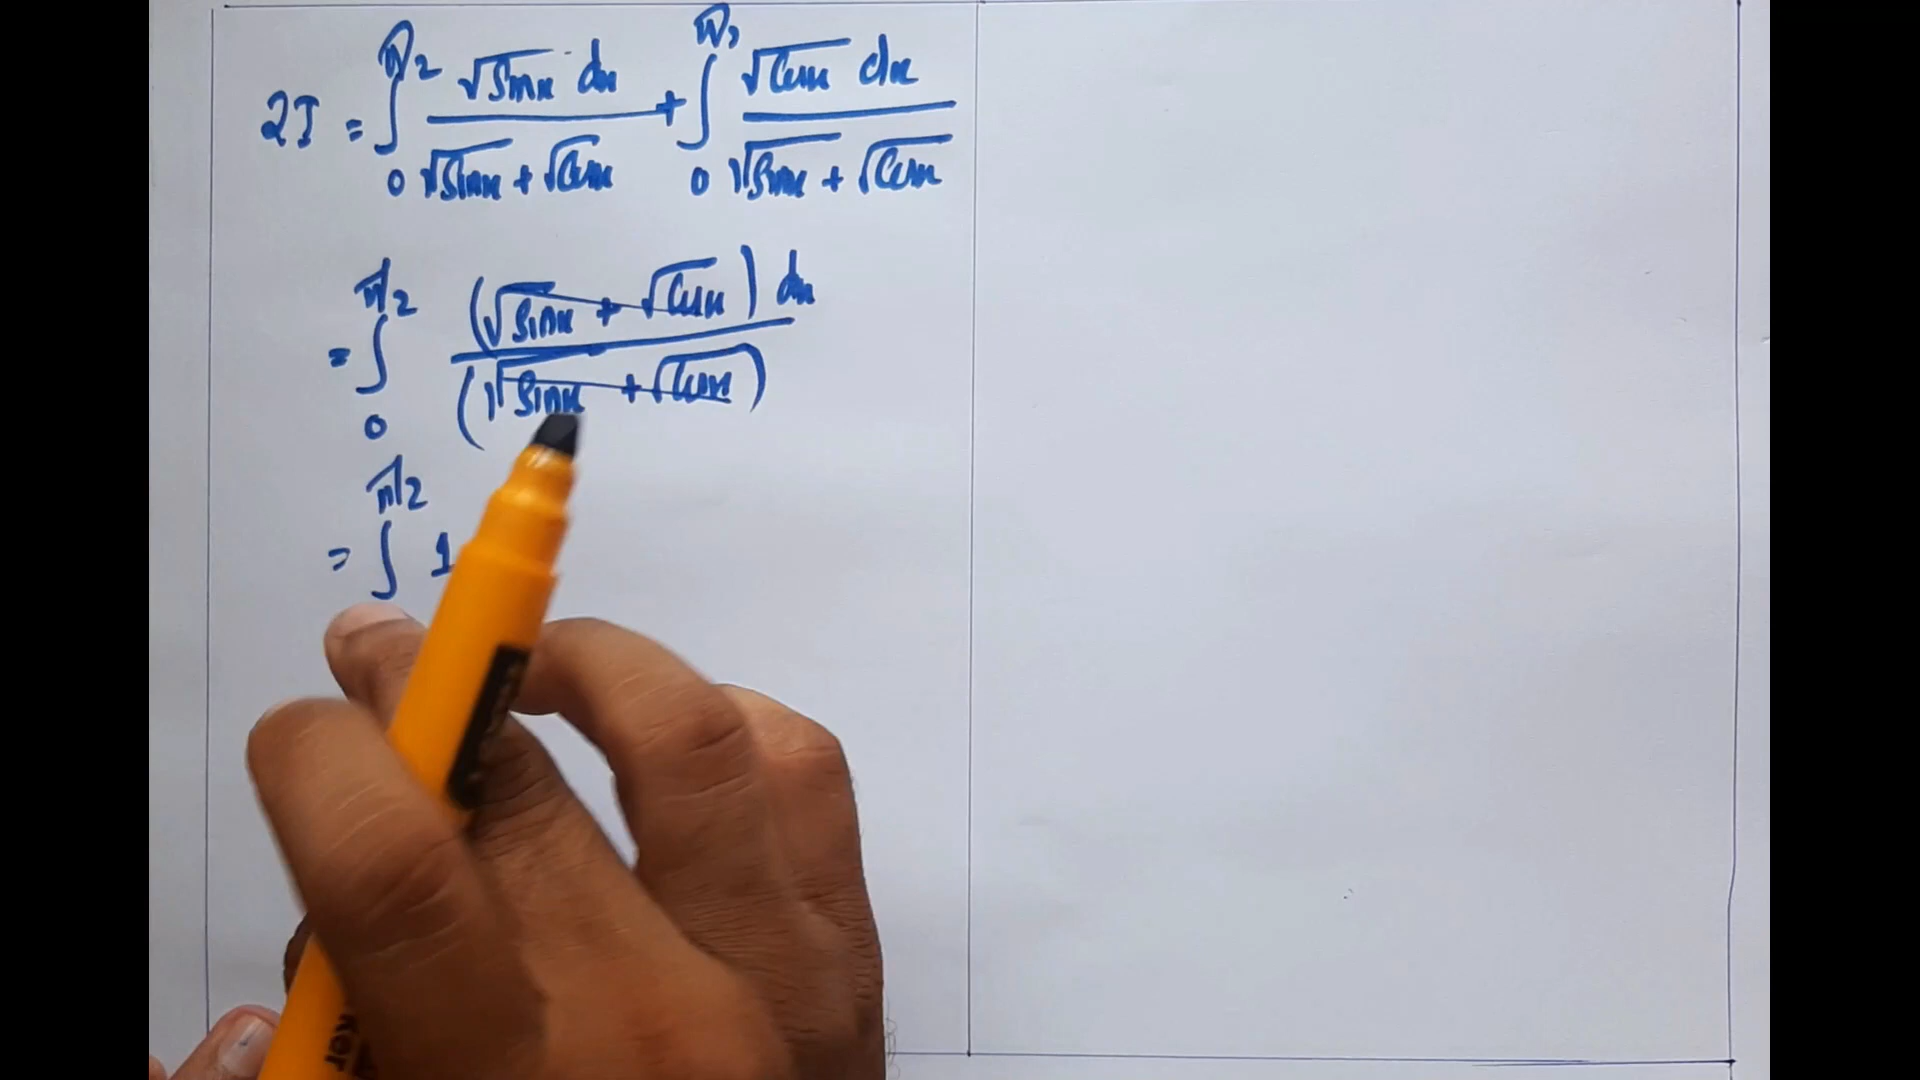 2I = ∫₀^π/2 √sinx dx / √sinx + √cosx + ∫₀^π/2 √cosx dx / √sinx + √cosx
= ∫₀^π/2 (√sinx + √cosx) dx / (√sinx + √cosx)
= ∫^π/2 1